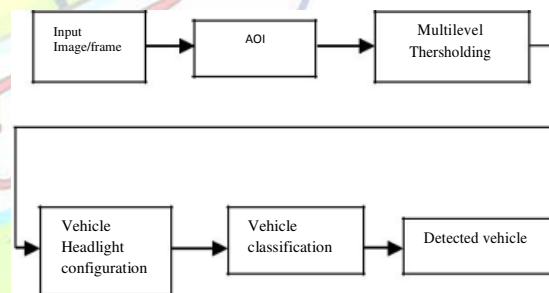 Input
Image/frame
AOI
Multilevel
Thersholding
Vehicle
Headlight
configuration
Vehicle
classification
Detected vehicle